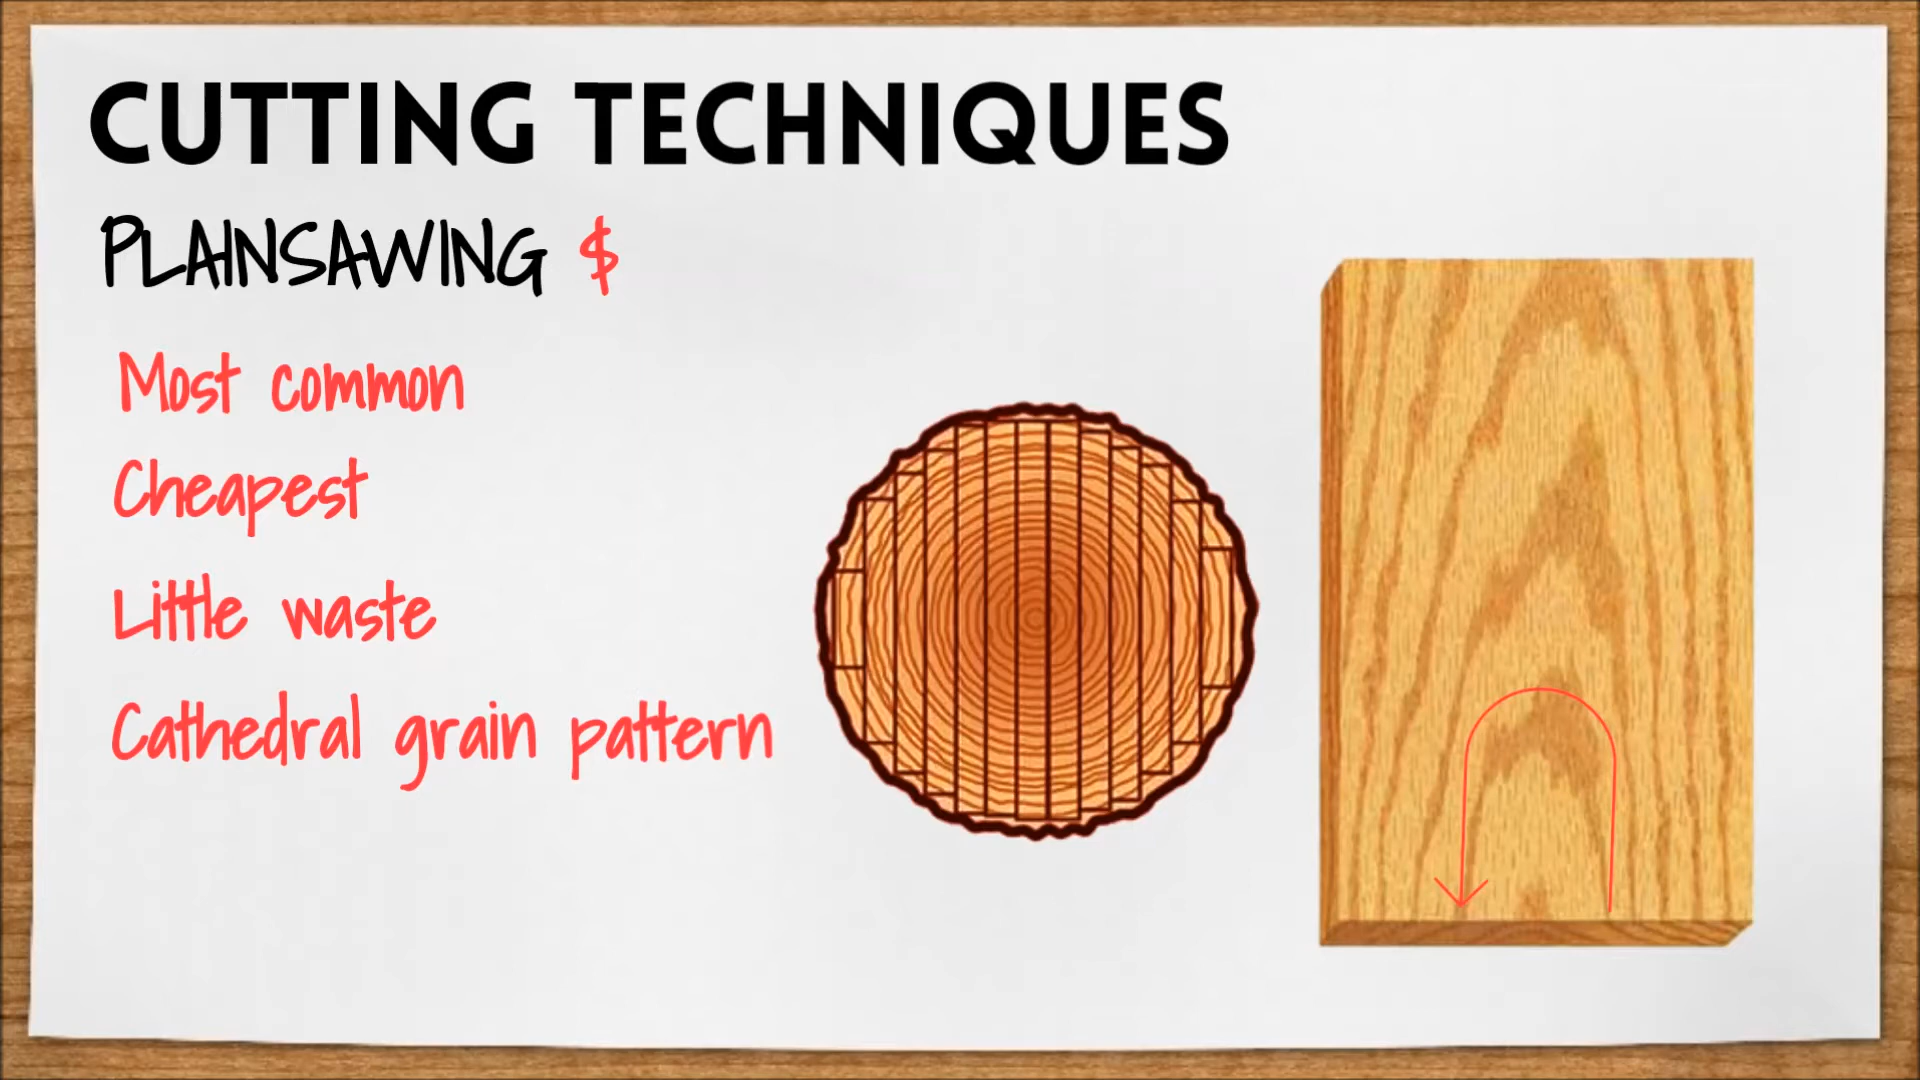 CUTTING TECHNIQUES
PLAINSAWING $
Most common
Cheapest
Little waste
Cathedral grain pattern